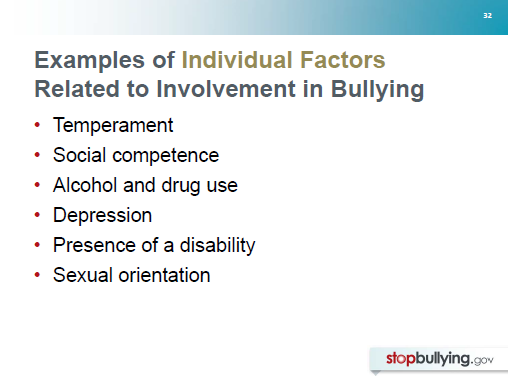 32
Examples of Individual Factors
Related to Involvement in Bullying
• Temperament
• Social competence
• Alcohol and drug use
• Depression
• Presence of a disability
• Sexual orientation
stopbullying.gov